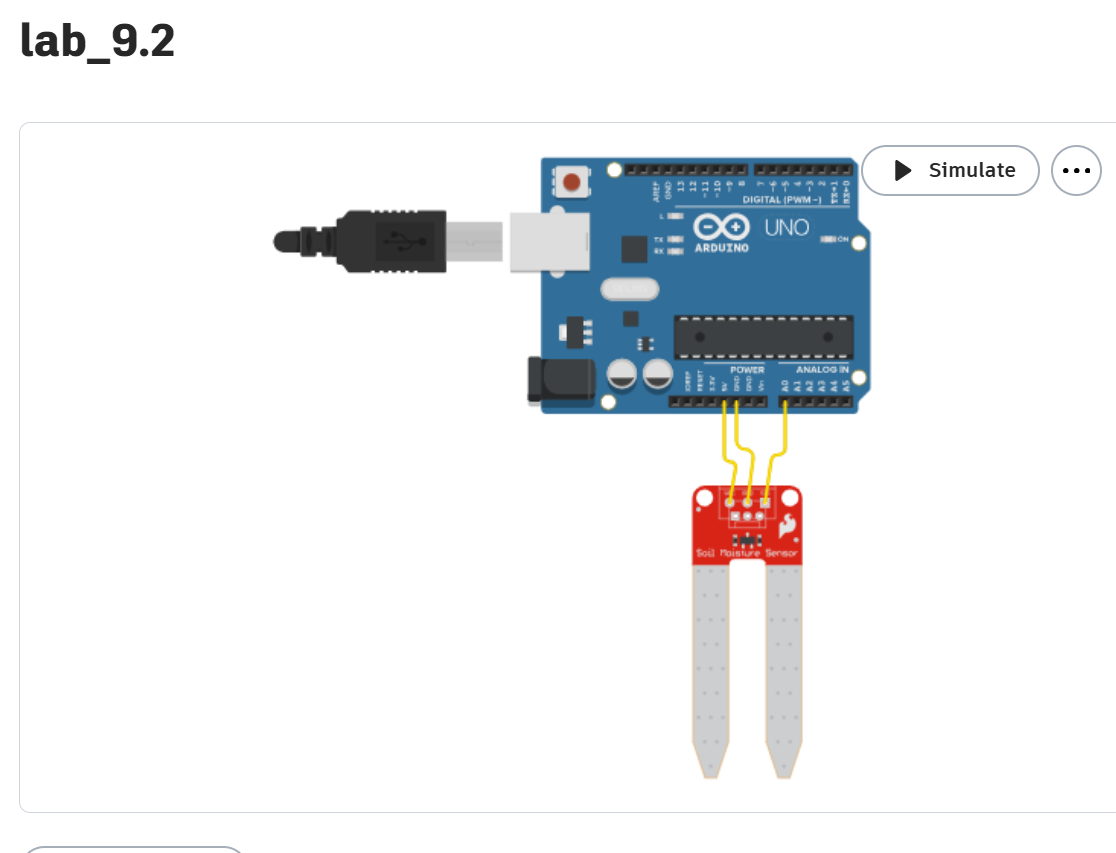 lab_9.2
Simulate
AREF
GND
13
12
~11
~10
~9
8
7
~6
~5
4
~3
2
TX→1
RX←0
DIGITAL (PWM ~)
L
TX
RX
ARDUINO
UNO
ON
POWER
ANALOG IN
IOREF
RESET
3.3V
5V
GND
GND
Vin
A0
A1
A2
A3
A4
A5
Soil Moisture Sensor